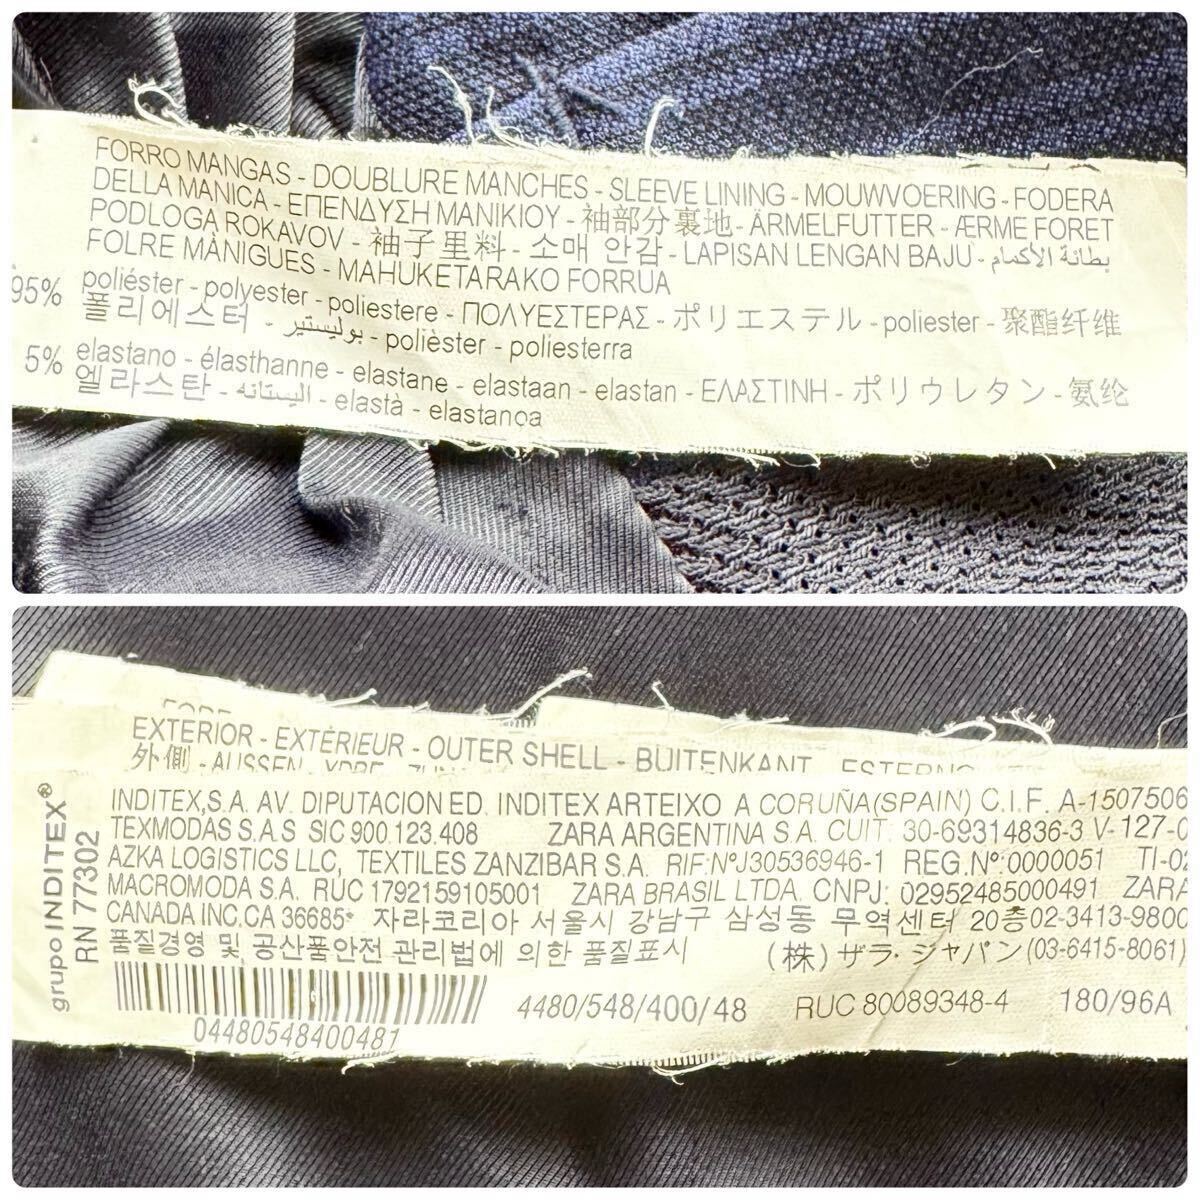 FORRO MANGAS - DOUBLURE MANCHES - SLEEVE LINING - MOUWVOERING - FODERA
DELLA MANICA - ΕΠΕΝΔΥΣΗ ΜΑΝΙΚΙΟΥ - 袖部分裏地 - ÄRMELFUTTER - ÆRME FORET
PODLOGA ROKAVOV - 袖子里料 - 소매 안감 - LAPISAN LENGAN BAJU - بطانة الأكمام
FOLRE MÀNIGUES - MAHUKETARAKO FORRUA
95% poliéster - polyester - poliestere - ΠΟΛΥΕΣΤΕΡΑΣ - ポリエステル - poliester - 聚酯纤维
폴리에스터 - بوليستير - polièster - poliesterra
5% elastano - élasthanne - elastane - elastaan - elastan - ΕΛΑΣΤΙΝΗ - ポリウレタン - 氨纶
엘라스탄 - اليستانه - elastà - elastanoa
EXTERIOR - EXTÉRIEUR - OUTER SHELL - BUITENKANT
外側 - AUSSEN
grupo INDITEX®
RN 77302
INDITEX,S.A. AV. DIPUTACION ED. INDITEX ARTEIXO A CORUÑA(SPAIN) C.I.F. A-1507506
TEXMODAS S.A.S SIC 900.123.408 ZARA ARGENTINA S.A. CUIT: 30-69314836-3 V-127-0
AZKA LOGISTICS LLC, TEXTILES ZANZIBAR S.A. RIF:NºJ30536946-1 REG.Nº:0000051 TI-02
MACROMODA S.A. RUC 1792159105001 ZARA BRASIL LTDA. CNPJ: 02952485000491 ZARA
CANADA INC.CA 36685* 자라코리아 서울시 강남구 삼성동 무역센터 20층02-3413-9800
품질경영 및 공산품안전 관리법에 의한 품질표시 (株) ザラ・ジャパン(03-6415-8061)
04480548400481 4480/548/400/48 RUC 80089348-4 180/96A